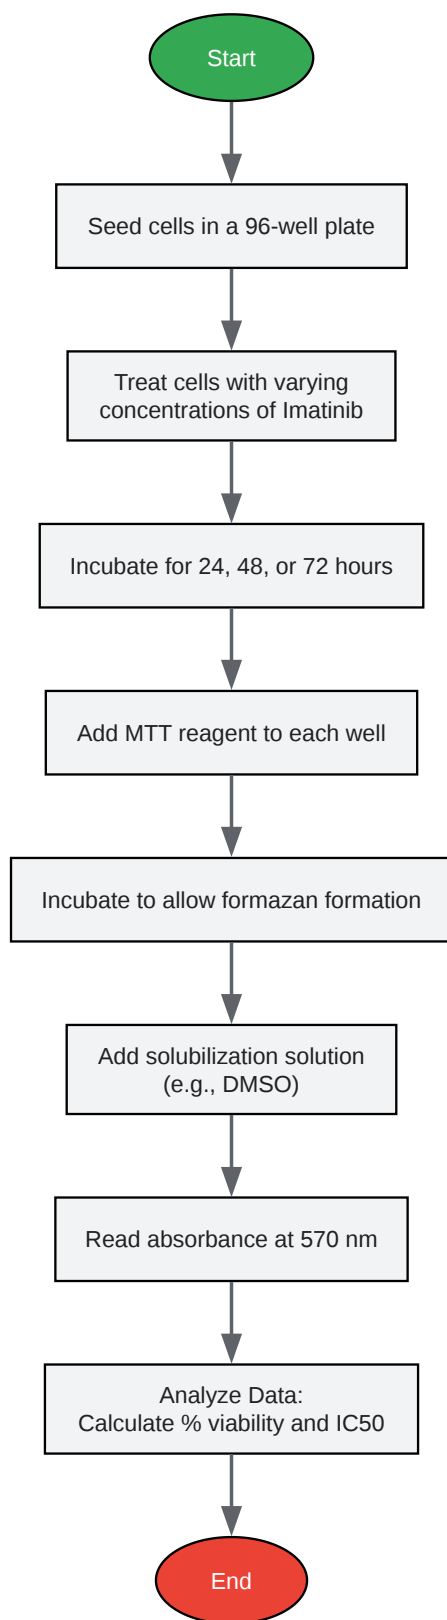 Start
Seed cells in a 96-well plate
Treat cells with varying
concentrations of Imatinib
Incubate for 24, 48, or 72 hours
Add MTT reagent to each well
Incubate to allow formazan formation
Add solubilization solution
(e.g., DMSO)
Read absorbance at 570 nm
Analyze Data:
Calculate % viability and IC50
End